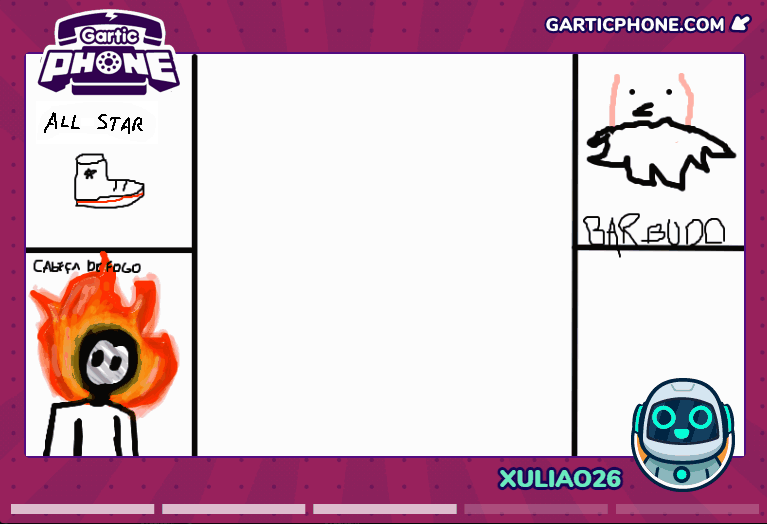 Gartic
PHONE
GARTICPHONE.COM
ALL STAR
BARBUDO
CABEÇA DE FOGO
XULIAO26